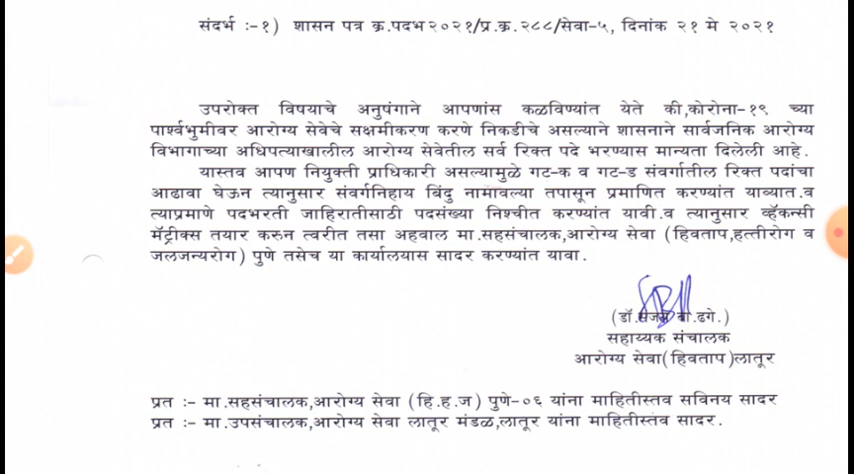 संदर्भ :-१) शासन पत्र क्र.पदभ२०२१/प्र.क्र.२८८/सेवा-५, दिनांक २१ मे २०२१
उपरोक्त विषयाचे अनुषंगाने आपणांस कळविण्यांत येते की,कोरोना-१९ च्या
पार्श्वभुमीवर आरोग्य सेवेचे सक्षमीकरण करणे निकडीचे असल्याने शासनाने सार्वजनिक आरोग्य
विभागाच्या अधिपत्याखालील आरोग्य सेवेतील सर्व रिक्त पदे भरण्यास मान्यता दिलेली आहे.
यास्तव आपण नियुक्ती प्राधिकारी असल्यामुळे गट-क व गट-ड संवर्गातील रिक्त पदांचा
आढावा घेऊन त्यानुसार संवर्गनिहाय बिंदु नामावल्या तपासून प्रमाणित करण्यांत याव्यात.व
त्याप्रमाणे पदभरती जाहिरातीसाठी पदसंख्या निश्चीत करण्यांत यावी.व त्यानुसार व्हॅकन्सी
मॅट्रीक्स तयार करुन त्वरीत तसा अहवाल मा.सहसंचालक,आरोग्य सेवा (हिवताप,हत्तीरोग व
जलजन्यरोग) पुणे तसेच या कार्यालयास सादर करण्यांत यावा.
(डॉ.संजय वा.ढगे.)
सहाय्यक संचालक
आरोग्य सेवा(हिवताप)लातूर
प्रत :- मा.सहसंचालक,आरोग्य सेवा (हि.ह.ज) पुणे-०६ यांना माहितीस्तव सविनय सादर
प्रत :- मा.उपसंचालक,आरोग्य सेवा लातूर मंडळ,लातूर यांना माहितीस्तव सादर.